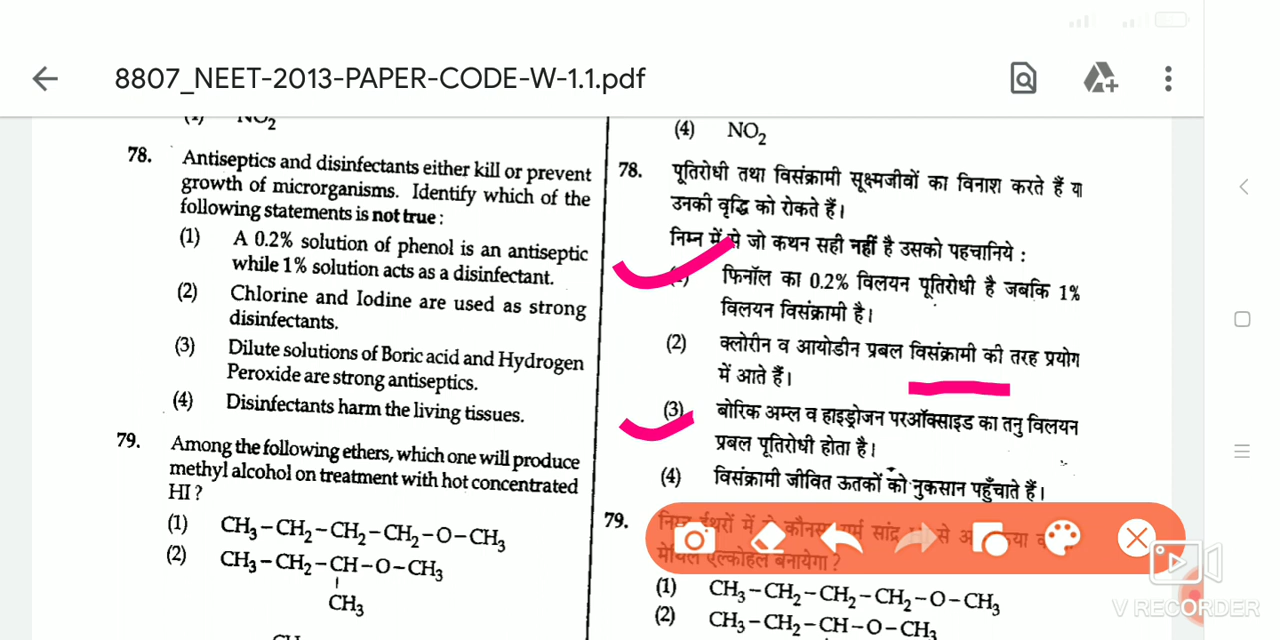 8807_NEET-2013-PAPER-CODE-W-1.1.pdf
NO2
78. Antiseptics and disinfectants either kill or prevent
growth of microrganisms. Identify which of the
following statements is not true :
(1) A 0.2% solution of phenol is an antiseptic
while 1% solution acts as a disinfectant.
(2) Chlorine and Iodine are used as strong
disinfectants.
(3) Dilute solutions of Boric acid and Hydrogen
Peroxide are strong antiseptics.
(4) Disinfectants harm the living tissues.
79. Among the following ethers, which one will produce
methyl alcohol on treatment with hot concentrated
HI ?
(1) CH3−CH2−CH2−CH2−O−CH3
(2) CH3−CH2−CH−O−CH3
CH3
(4) NO2
78. पूतिरोधी तथा विसंक्रामी सूक्ष्मजीवों का विनाश करते हैं या
उनकी वृद्धि को रोकते हैं।
निम्न में से जो कथन सही नहीं है उसको पहचानिये :
फिनॉल का 0.2% विलयन पूतिरोधी है जबकि 1%
विलयन विसंक्रामी है।
(2) क्लोरीन व आयोडीन प्रबल विसंक्रामी की तरह प्रयोग
में आते हैं।
(3) बोरिक अम्ल व हाइड्रोजन परऑक्साइड का तनु विलयन
प्रबल पूतिरोधी होता है।
(4) विसंक्रामी जीवित ऊतकों को नुकसान पहुँचाते हैं।
79. निम्न ईथरों में से
मेथिल एल्कोहल बनायेगा ?
(1) CH3−CH2−CH2−CH2−O−CH3
(2) CH3−CH2−CH−O−CH3
V RECORDER